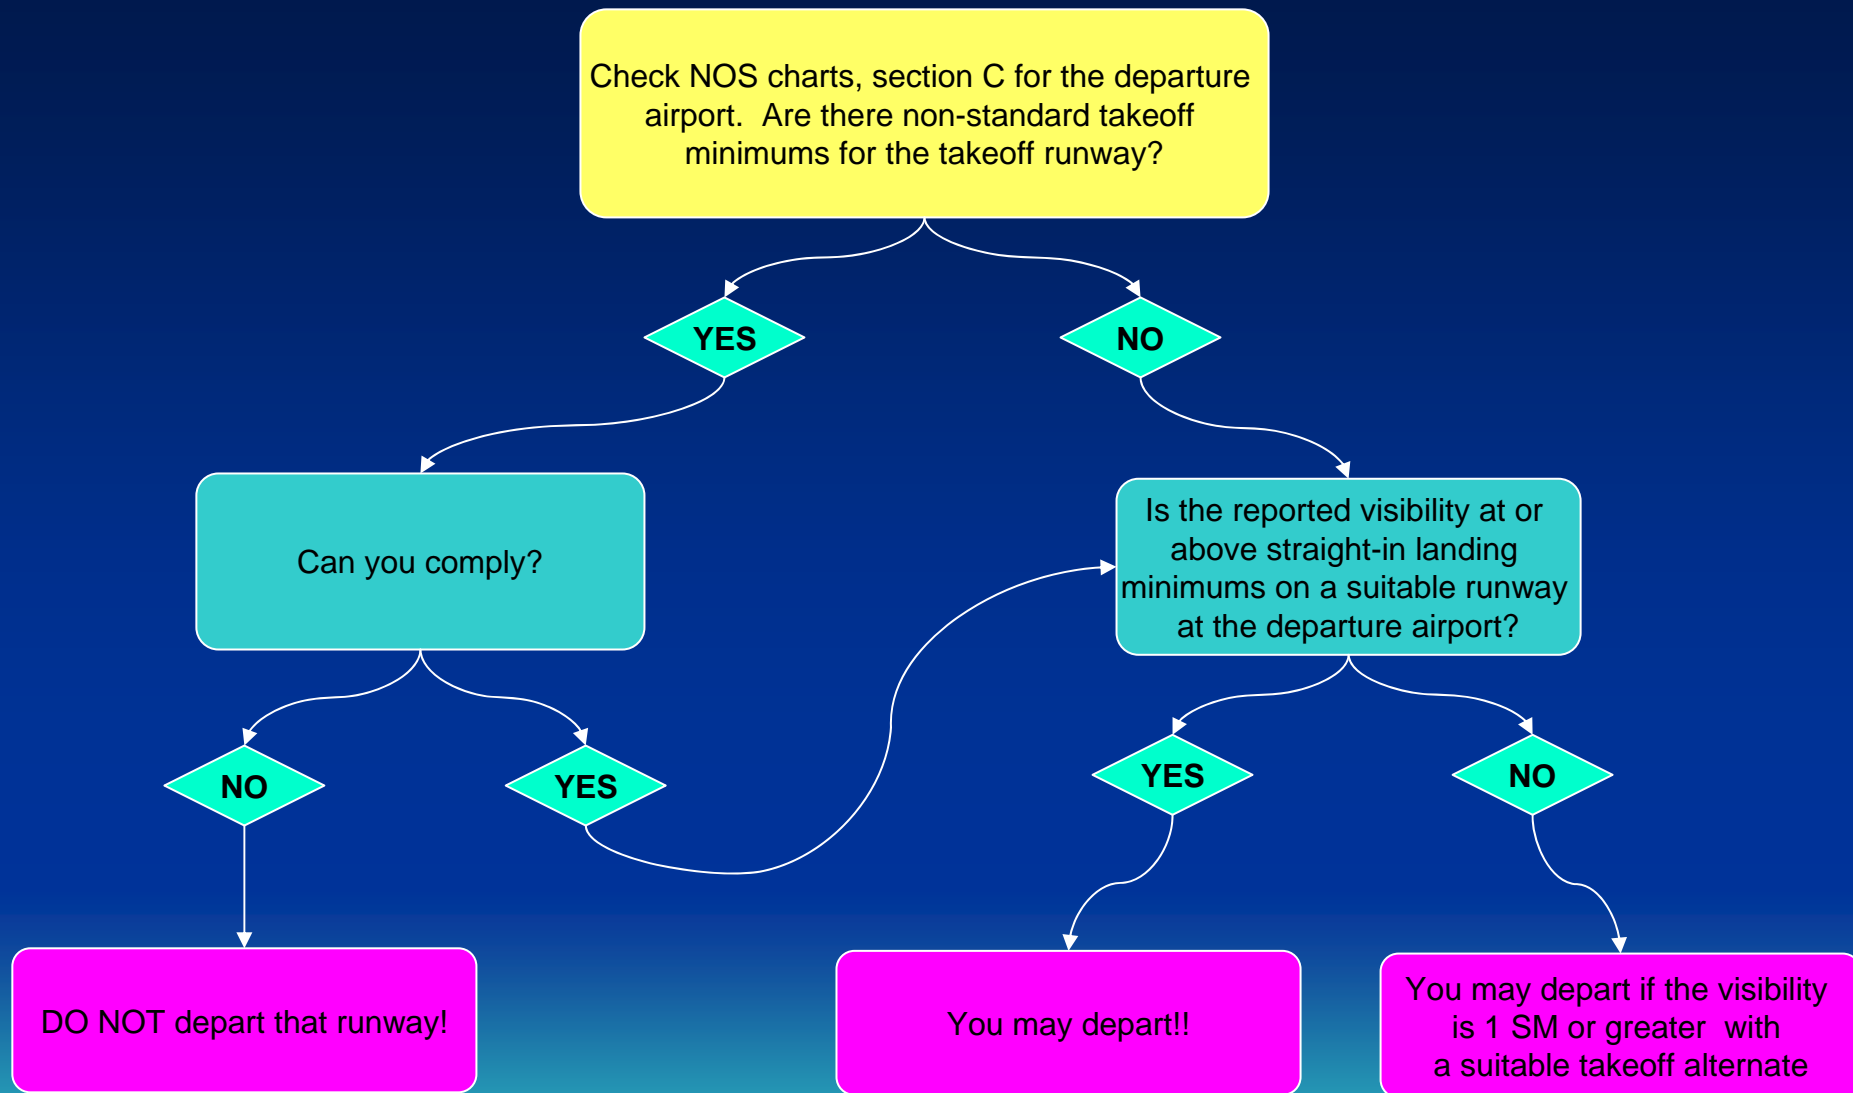 Check NOS charts, section C for the departure
airport.  Are there non-standard takeoff
minimums for the takeoff runway?
YES
NO
Can you comply?
Is the reported visibility at or
above straight-in landing
minimums on a suitable runway
at the departure airport?
NO
YES
YES
NO
DO NOT depart that runway!
You may depart!!
You may depart if the visibility
is 1 SM or greater  with
a suitable takeoff alternate